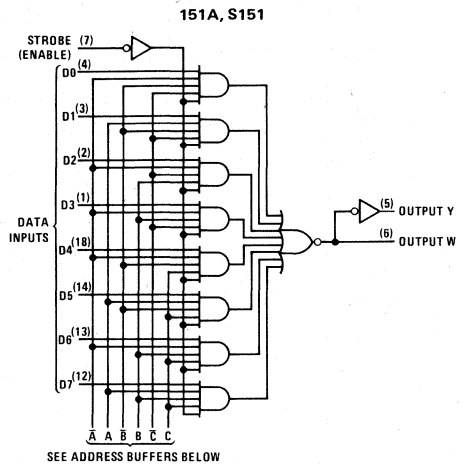 151A, S151
STROBE (7)
(ENABLE)
D0 (4)
D1 (3)
D2 (2)
D3 (1)
D4 (18)
D5 (14)
D6 (13)
D7 (12)
DATA
INPUTS
(5) OUTPUT Y
(6) OUTPUT W
A̅ A B̅ B C̅ C
SEE ADDRESS BUFFERS BELOW